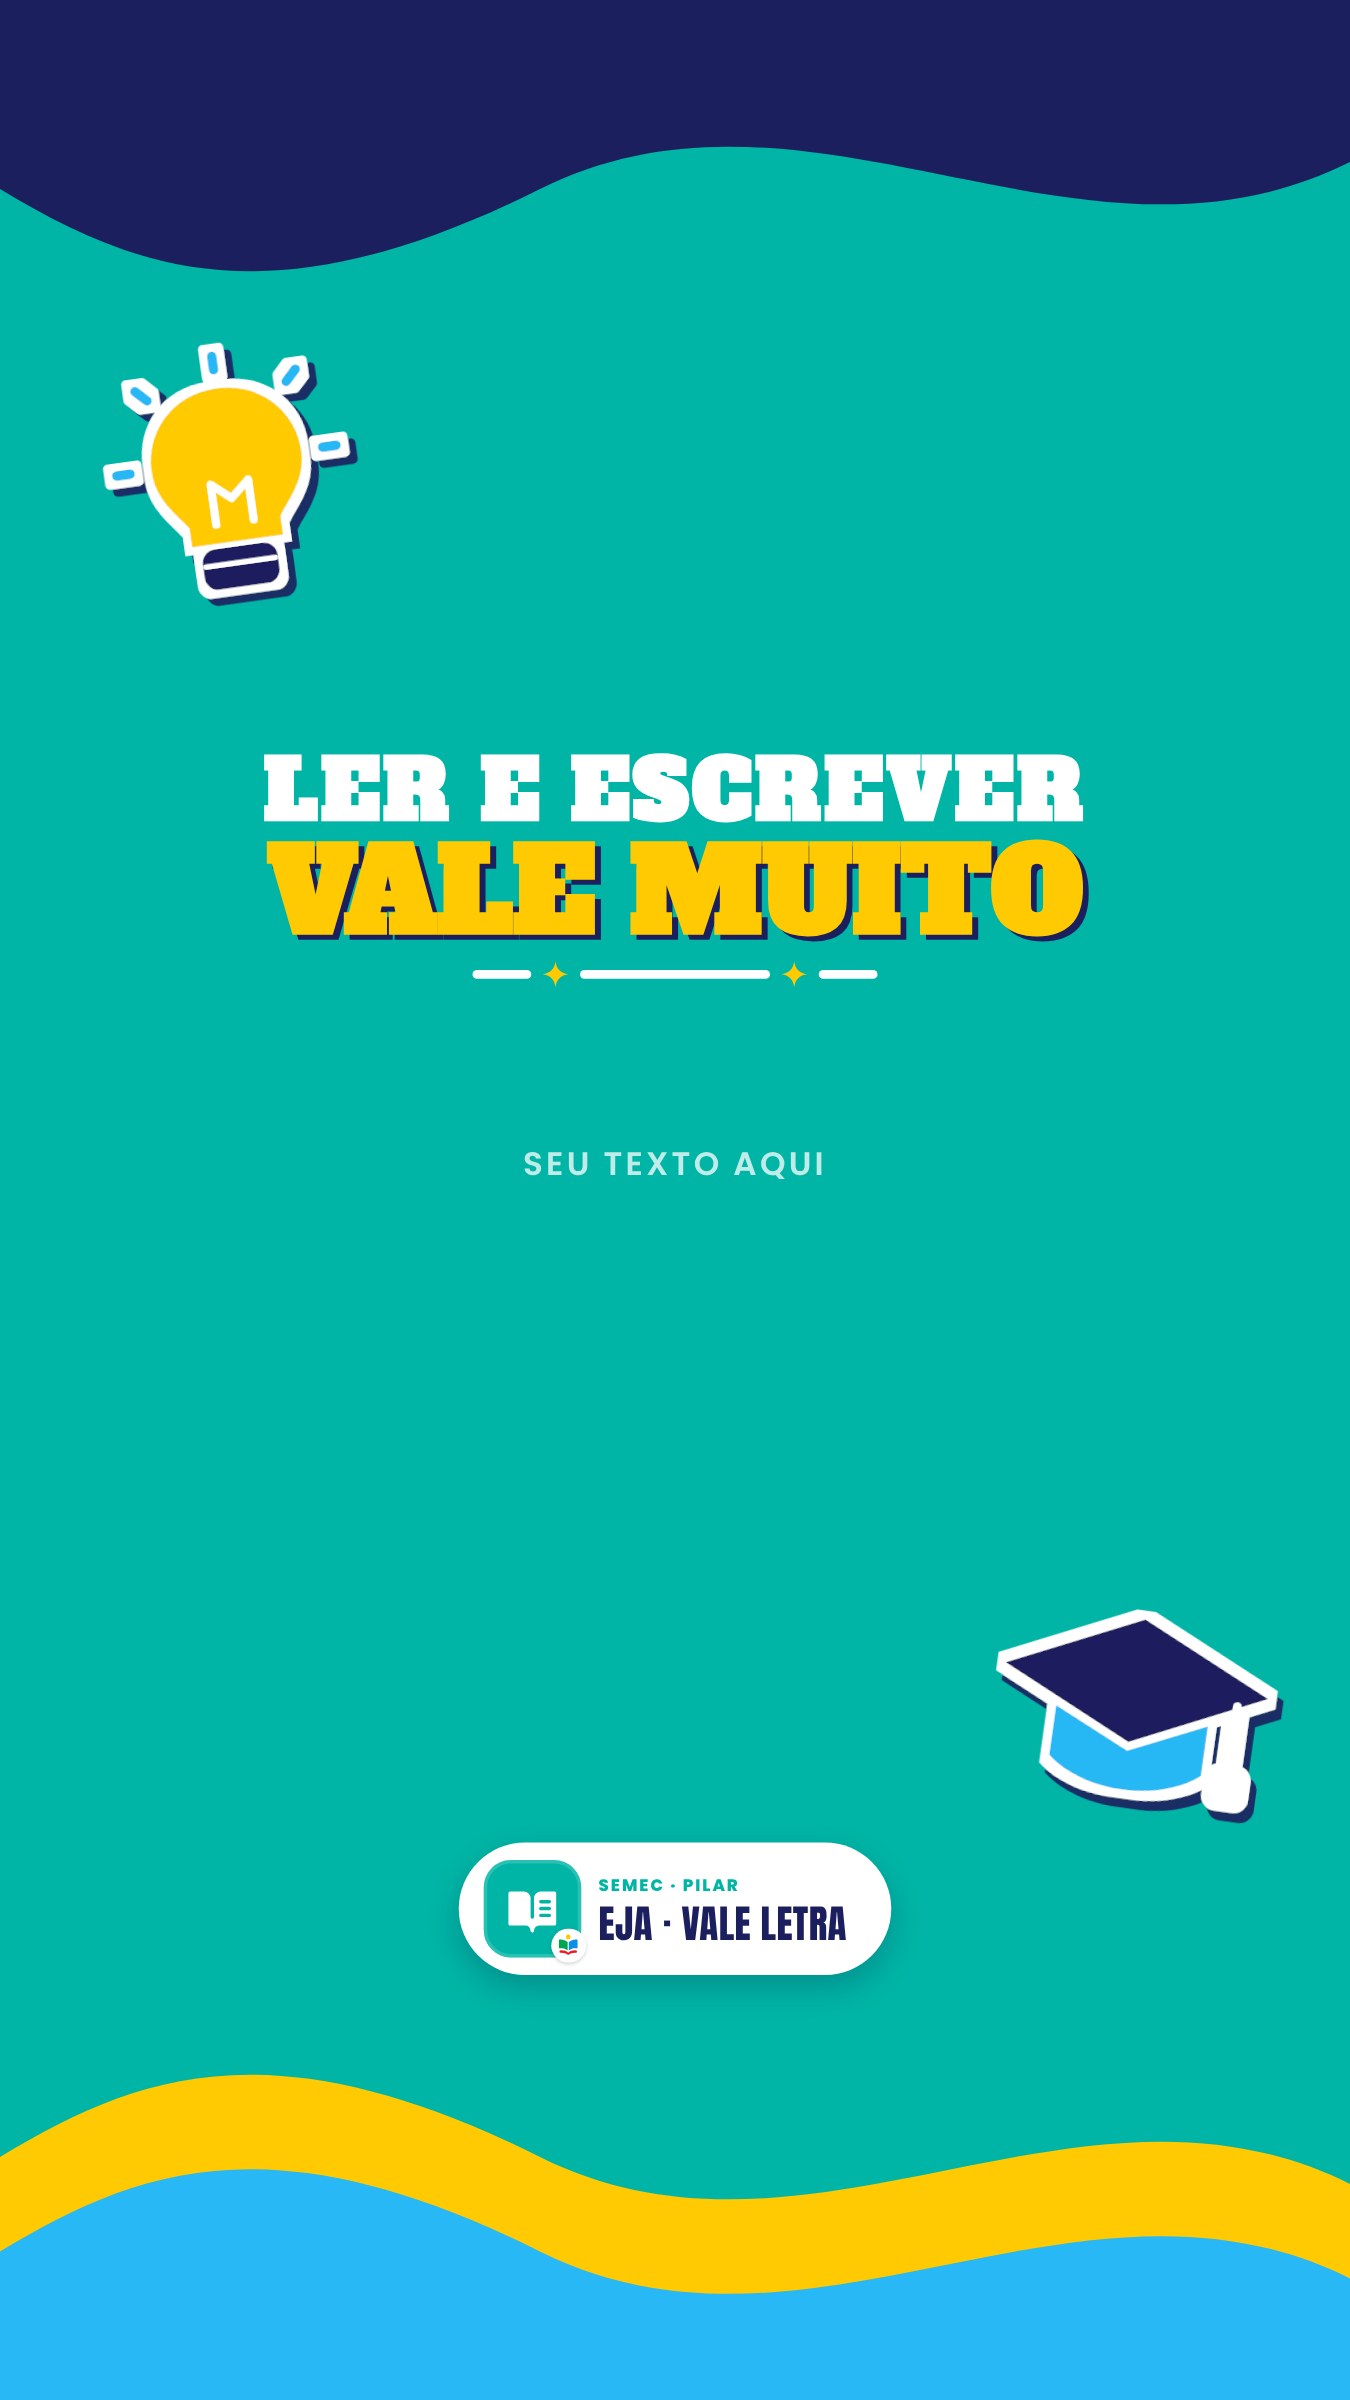 LER E ESCREVER
VALE MUITO
SEU TEXTO AQUI
SEMEC · PILAR
EJA · VALE LETRA